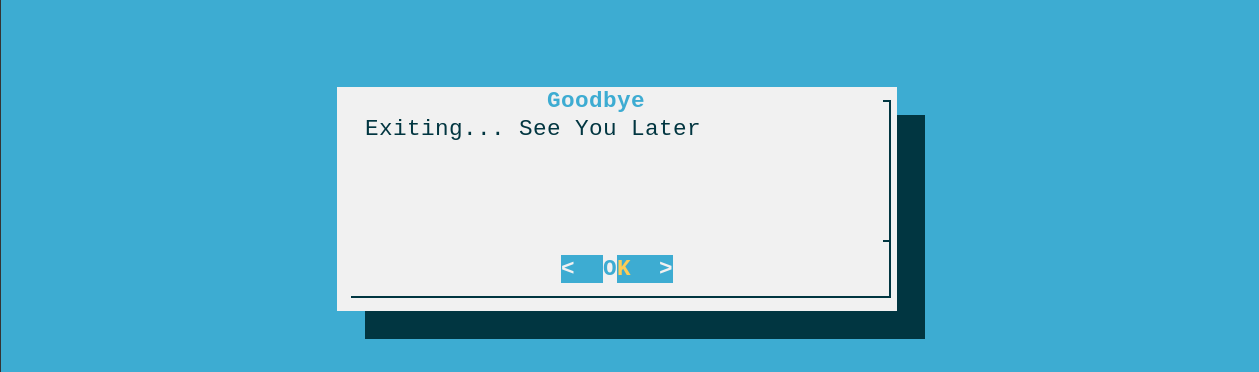 Goodbye
Exiting... See You Later
<  OK  >